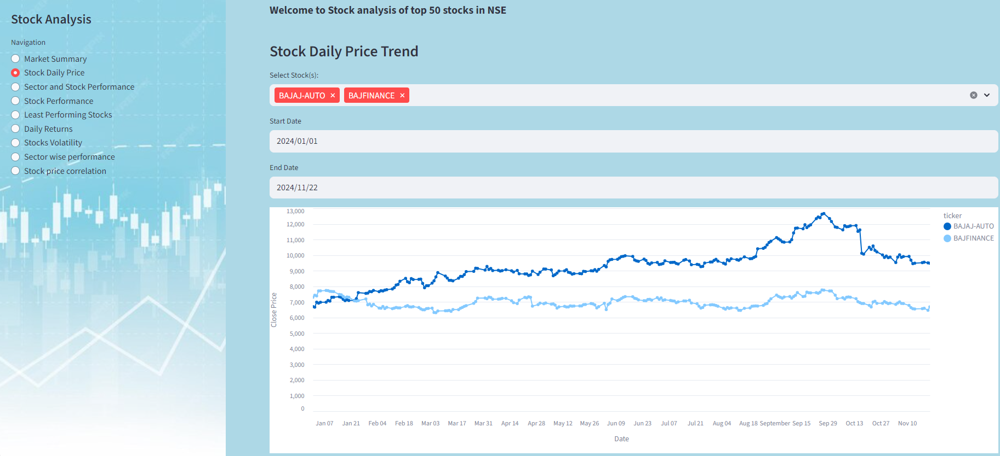 Stock Analysis
Navigation
Market Summary
Stock Daily Price
Sector and Stock Performance
Stock Performance
Least Performing Stocks
Daily Returns
Stocks Volatility
Sector wise performance
Stock price correlation
Welcome to Stock analysis of top 50 stocks in NSE
Stock Daily Price Trend
Select Stock(s):
BAJAJ-AUTO × BAJFINANCE ×
Start Date
2024/01/01
End Date
2024/11/22
13,000
12,000
11,000
10,000
9,000
8,000
7,000
6,000
5,000
4,000
3,000
2,000
1,000
0
Close Price
Jan 07 Jan 21 Feb 04 Feb 18 Mar 03 Mar 17 Mar 31 Apr 14 Apr 28 May 12 May 26 Jun 09 Jun 23 Jul 07 Jul 21 Aug 04 Aug 18 September Sep 15 Sep 29 Oct 13 Oct 27 Nov 10
Date
ticker
BAJAJ-AUTO
BAJFINANCE